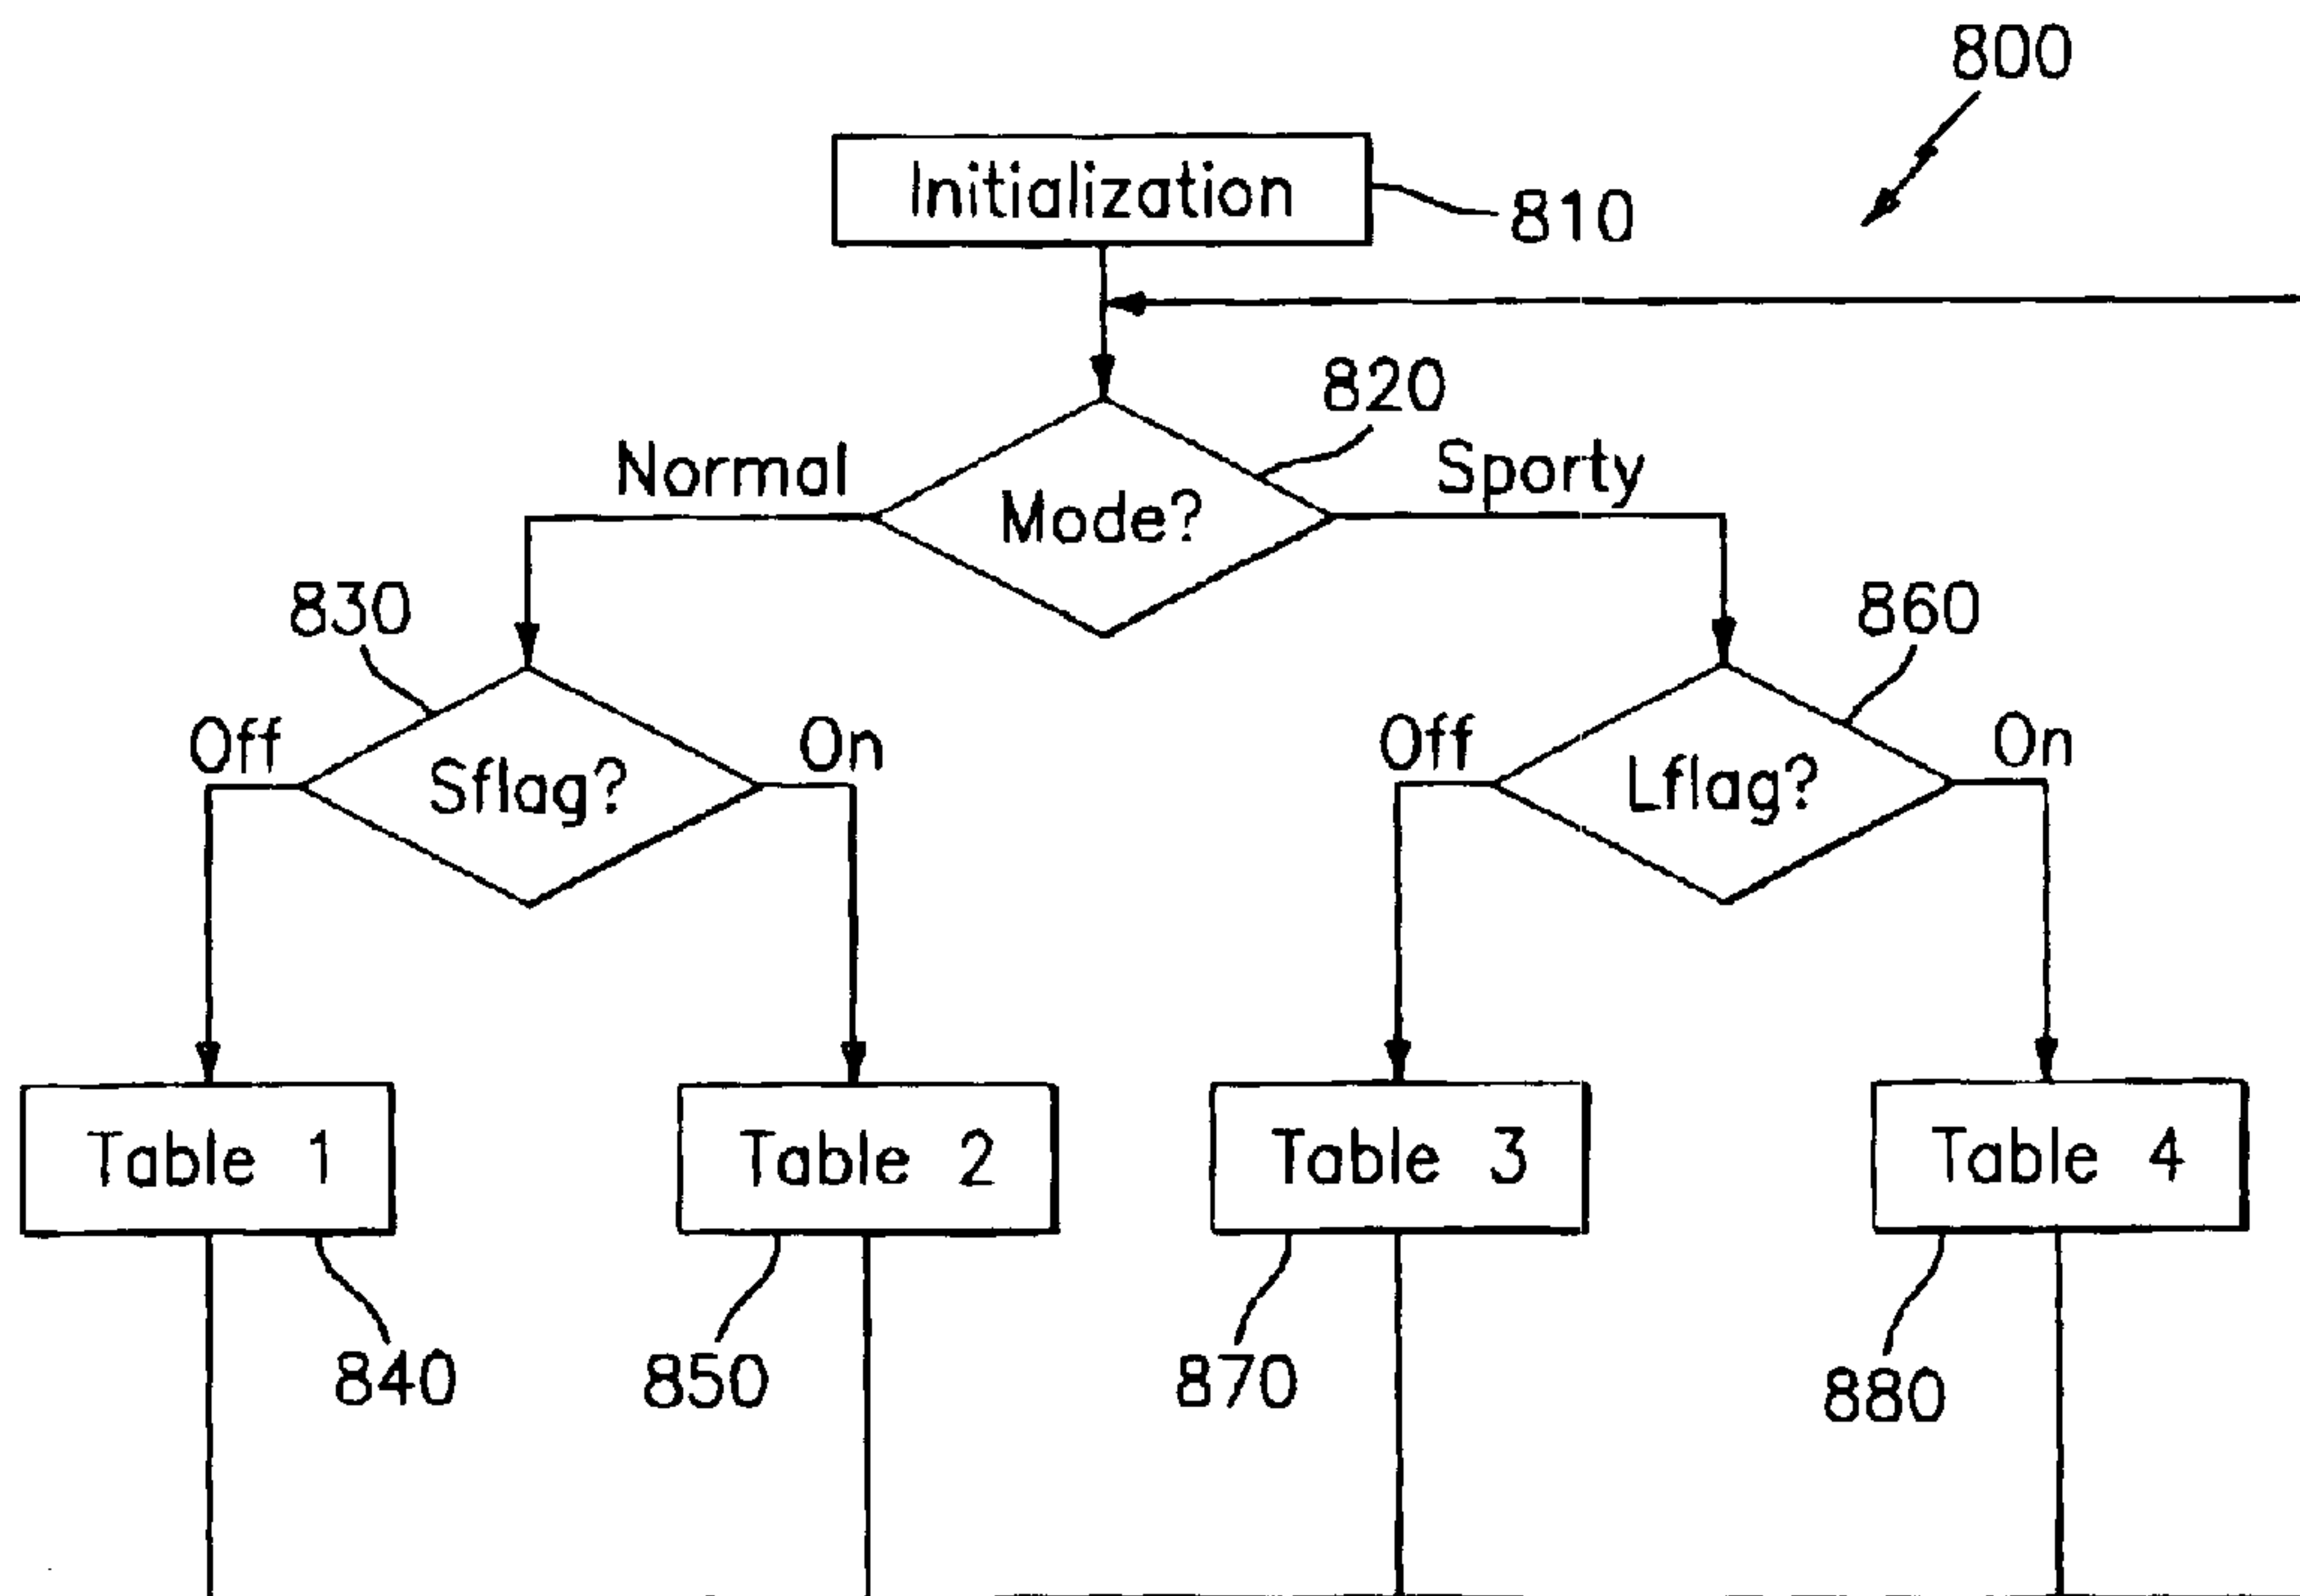 800
Initialization
810
820
Normal
Sporty
Mode?
830
860
Off
On
Off
On
Sflag?
Lflag?
Table 1
Table 2
Table 3
Table 4
840
850
870
880